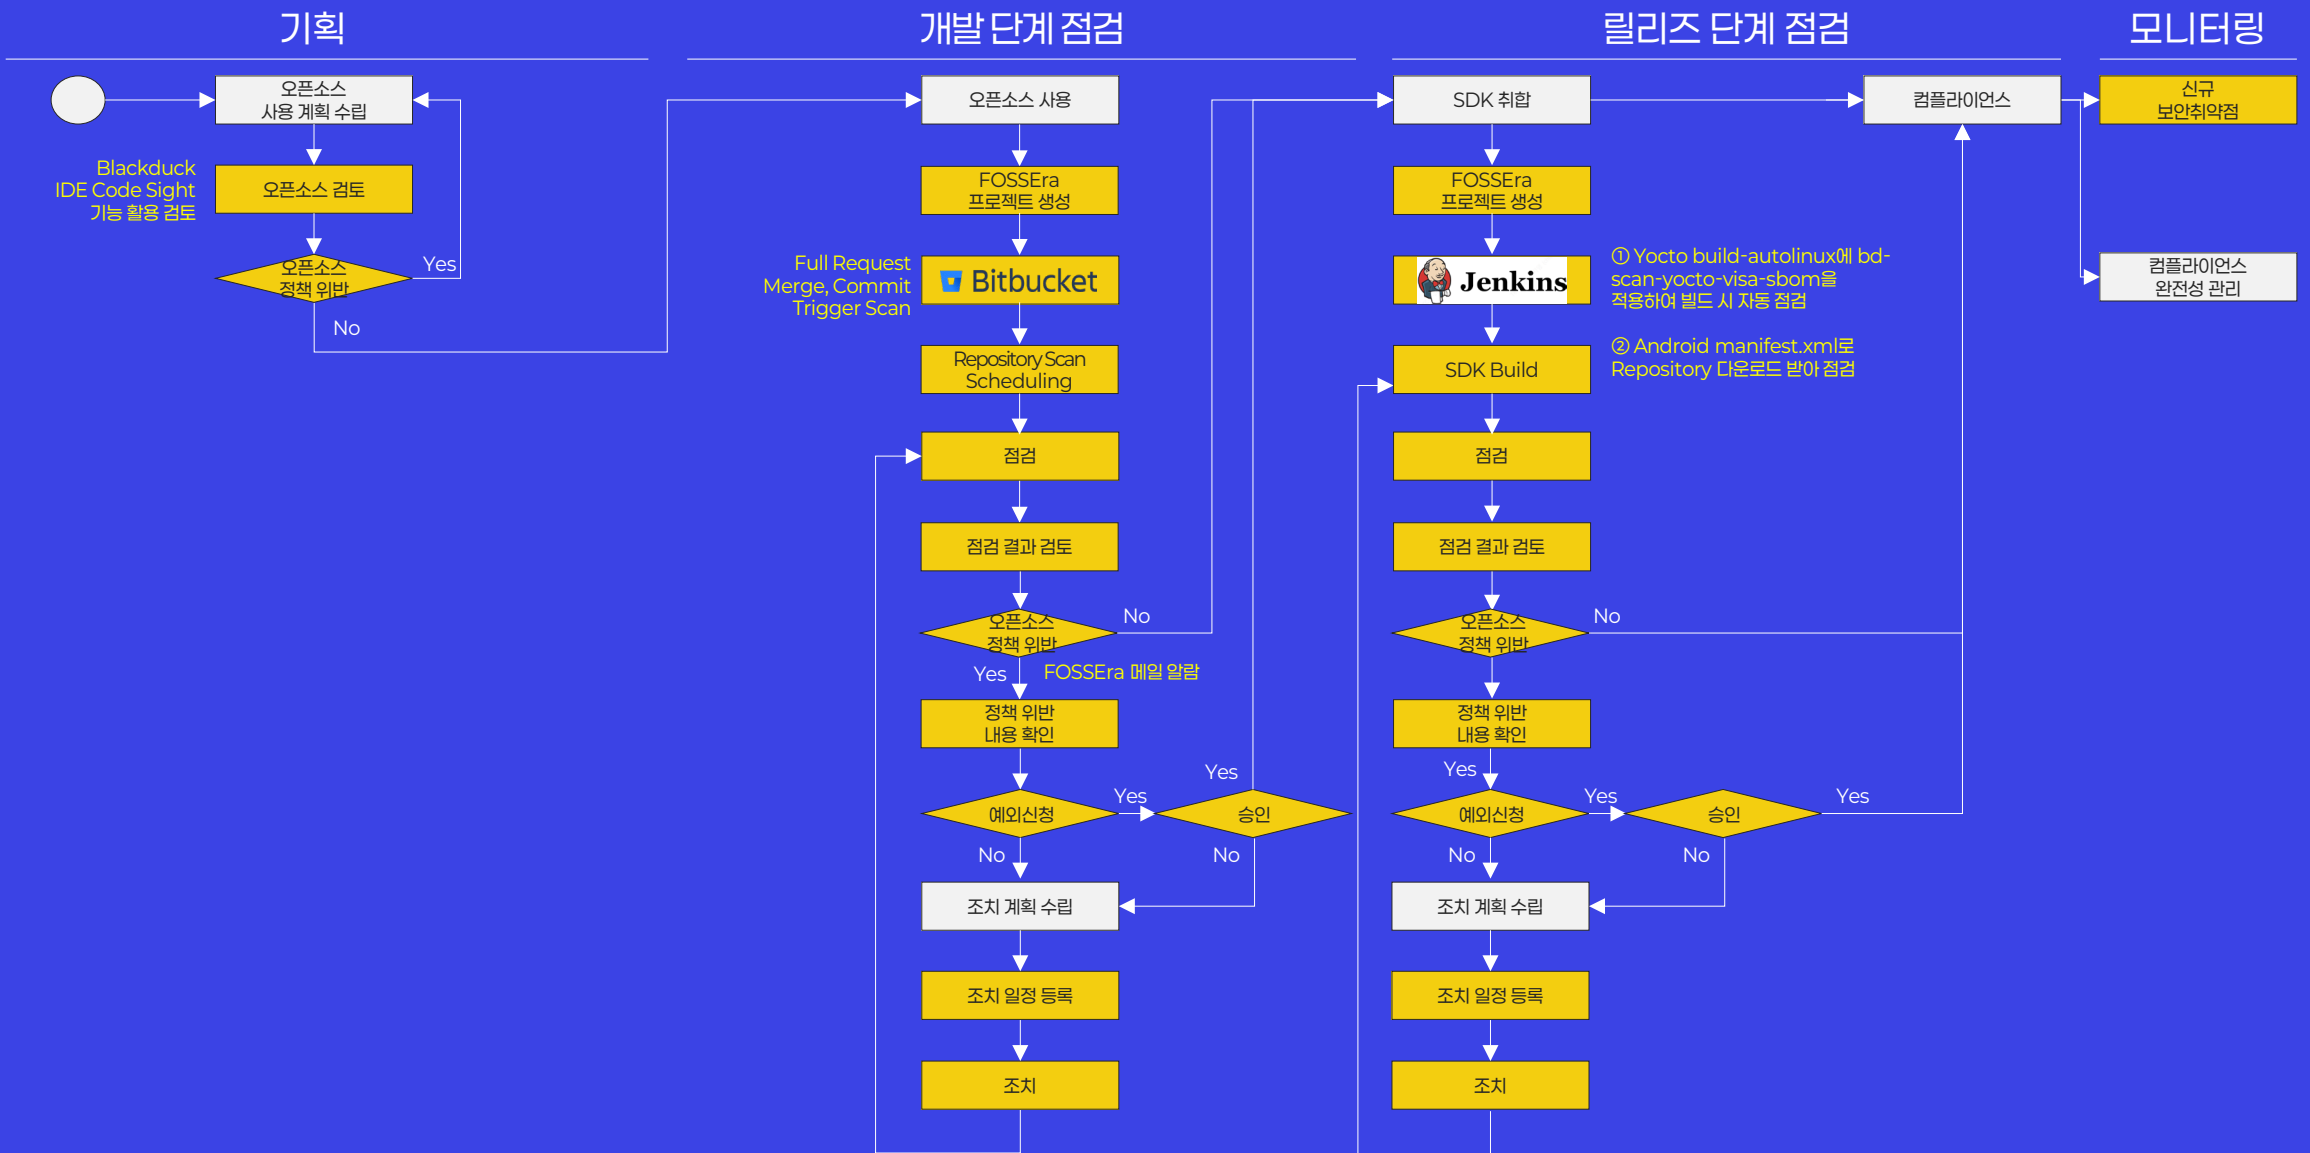 기획
오픈소스
사용 계획 수립
Blackduck
IDE Code Sight
기능 활용 검토
오픈소스 검토
오픈소스
정책 위반
Yes
No
개발 단계 점검
오픈소스 사용
FOSSEra
프로젝트 생성
Full Request
Merge, Commit
Trigger Scan
Bitbucket
Repository Scan
Scheduling
점검
점검 결과 검토
오픈소스
정책 위반
No
Yes
FOSSEra 메일 알람
정책 위반
내용 확인
예외신청
Yes
Yes
승인
No
No
조치 계획 수립
조치 일정 등록
조치
릴리즈 단계 점검
SDK 취합
컴플라이언스
FOSSEra
프로젝트 생성
Jenkins
① Yocto build-autolinux에 bd-
scan-yocto-visa-sbom을
적용하여 빌드 시 자동 점검
② Android manifest.xml로
Repository 다운로드 받아 점검
SDK Build
점검
점검 결과 검토
오픈소스
정책 위반
No
정책 위반
내용 확인
Yes
예외신청
Yes
승인
Yes
No
No
조치 계획 수립
조치 일정 등록
조치
모니터링
신규
보안취약점
컴플라이언스
완전성 관리